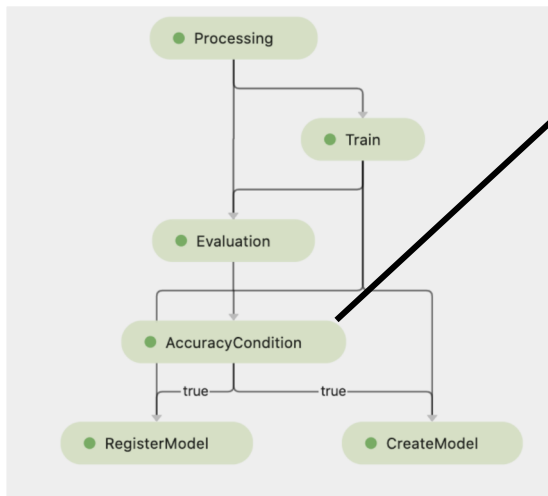 Processing
Train
Evaluation
AccuracyCondition
true true
RegisterModel CreateModel